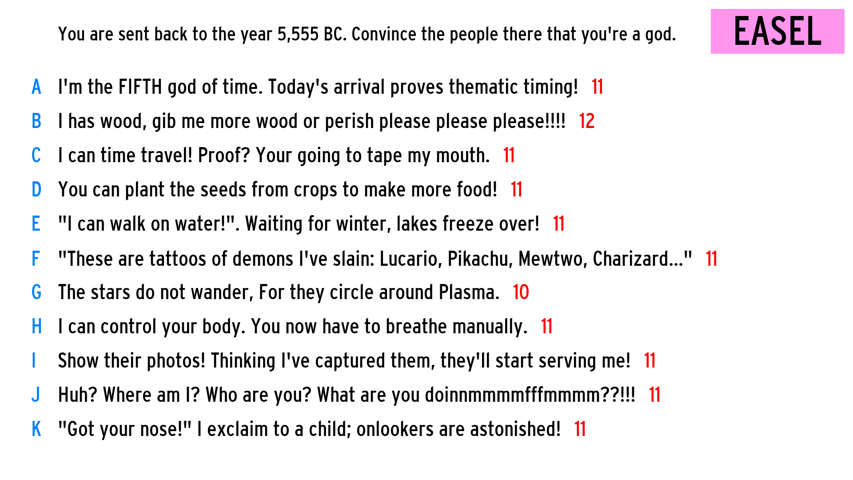 You are sent back to the year 5,555 BC. Convince the people there that you're a god.
EASEL
A I'm the FIFTH god of time. Today's arrival proves thematic timing! 11
B I has wood, gib me more wood or perish please please please!!!! 12
C I can time travel! Proof? Your going to tape my mouth. 11
D You can plant the seeds from crops to make more food! 11
E "I can walk on water!". Waiting for winter, lakes freeze over! 11
F "These are tattoos of demons I've slain: Lucario, Pikachu, Mewtwo, Charizard..." 11
G The stars do not wander, For they circle around Plasma. 10
H I can control your body. You now have to breathe manually. 11
I Show their photos! Thinking I've captured them, they'll start serving me! 11
J Huh? Where am I? Who are you? What are you doinnmmmmfffmmmm??!!! 11
K "Got your nose!" I exclaim to a child; onlookers are astonished! 11